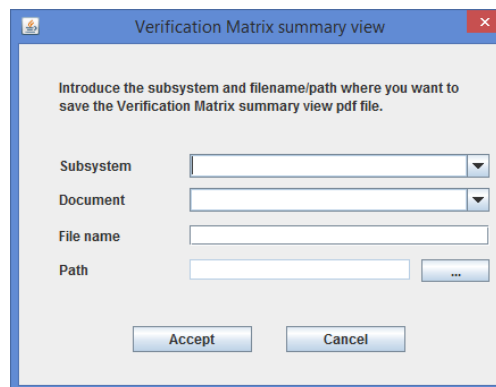 Verification Matrix summary view
Introduce the subsystem and filename/path where you want to
save the Verification Matrix summary view pdf file.
Subsystem
Document
File name
Path
...
Accept Cancel